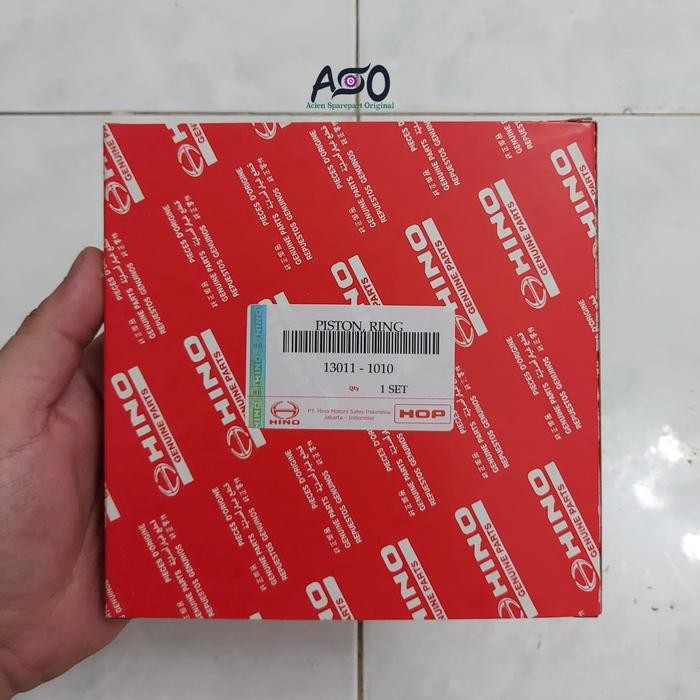 ASO
Acien Sparepart Original
HINO
GENUINE PARTS
PIECES D'ORIGINE
REPUESTOS GENUINOS
PISTON, RING
13011 - 1010
Qty 1 SET
HINO
PT. Hino Motors Sales Indonesia
Jakarta - Indonesia
HOP